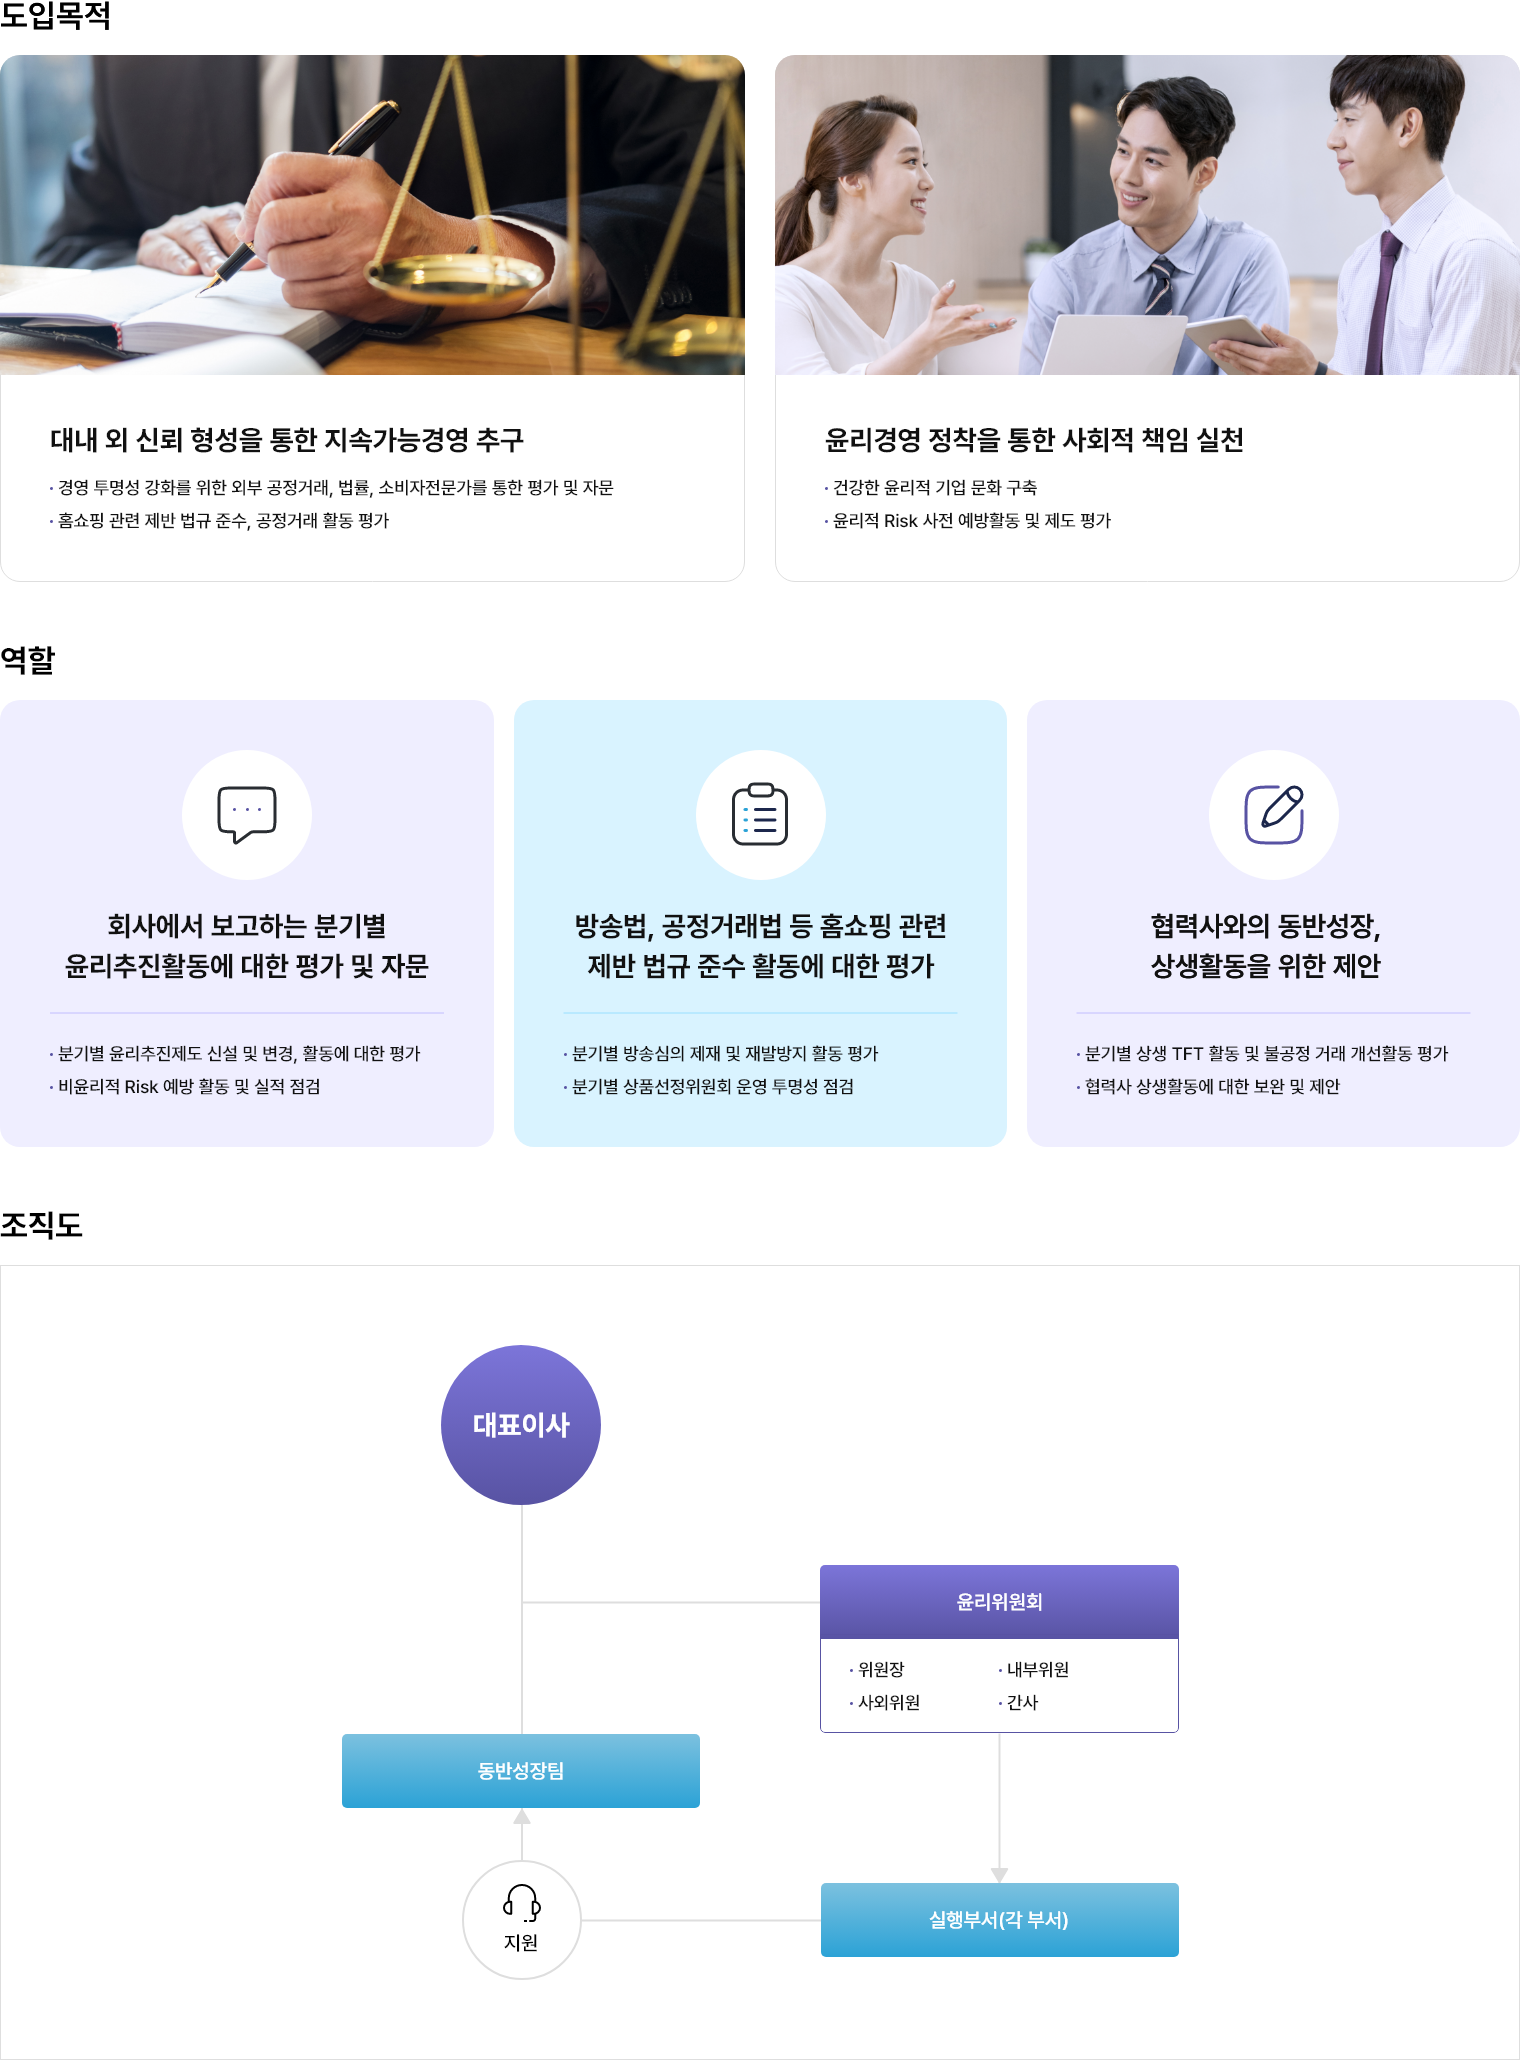 도입목적
대내 외 신뢰 형성을 통한 지속가능경영 추구
· 경영 투명성 강화를 위한 외부 공정거래, 법률, 소비자전문가를 통한 평가 및 자문
· 홈쇼핑 관련 제반 법규 준수, 공정거래 활동 평가
윤리경영 정착을 통한 사회적 책임 실천
· 건강한 윤리적 기업 문화 구축
· 윤리적 Risk 사전 예방활동 및 제도 평가
역할
회사에서 보고하는 분기별
윤리추진활동에 대한 평가 및 자문
· 분기별 윤리추진제도 신설 및 변경, 활동에 대한 평가
· 비윤리적 Risk 예방 활동 및 실적 점검
방송법, 공정거래법 등 홈쇼핑 관련
제반 법규 준수 활동에 대한 평가
· 분기별 방송심의 제재 및 재발방지 활동 평가
· 분기별 상품선정위원회 운영 투명성 점검
협력사와의 동반성장,
상생활동을 위한 제안
· 분기별 상생 TFT 활동 및 불공정 거래 개선활동 평가
· 협력사 상생활동에 대한 보완 및 제안
조직도
대표이사
윤리위원회
· 위원장
· 내부위원
· 사외위원
· 간사
동반성장팀
지원
실행부서(각 부서)